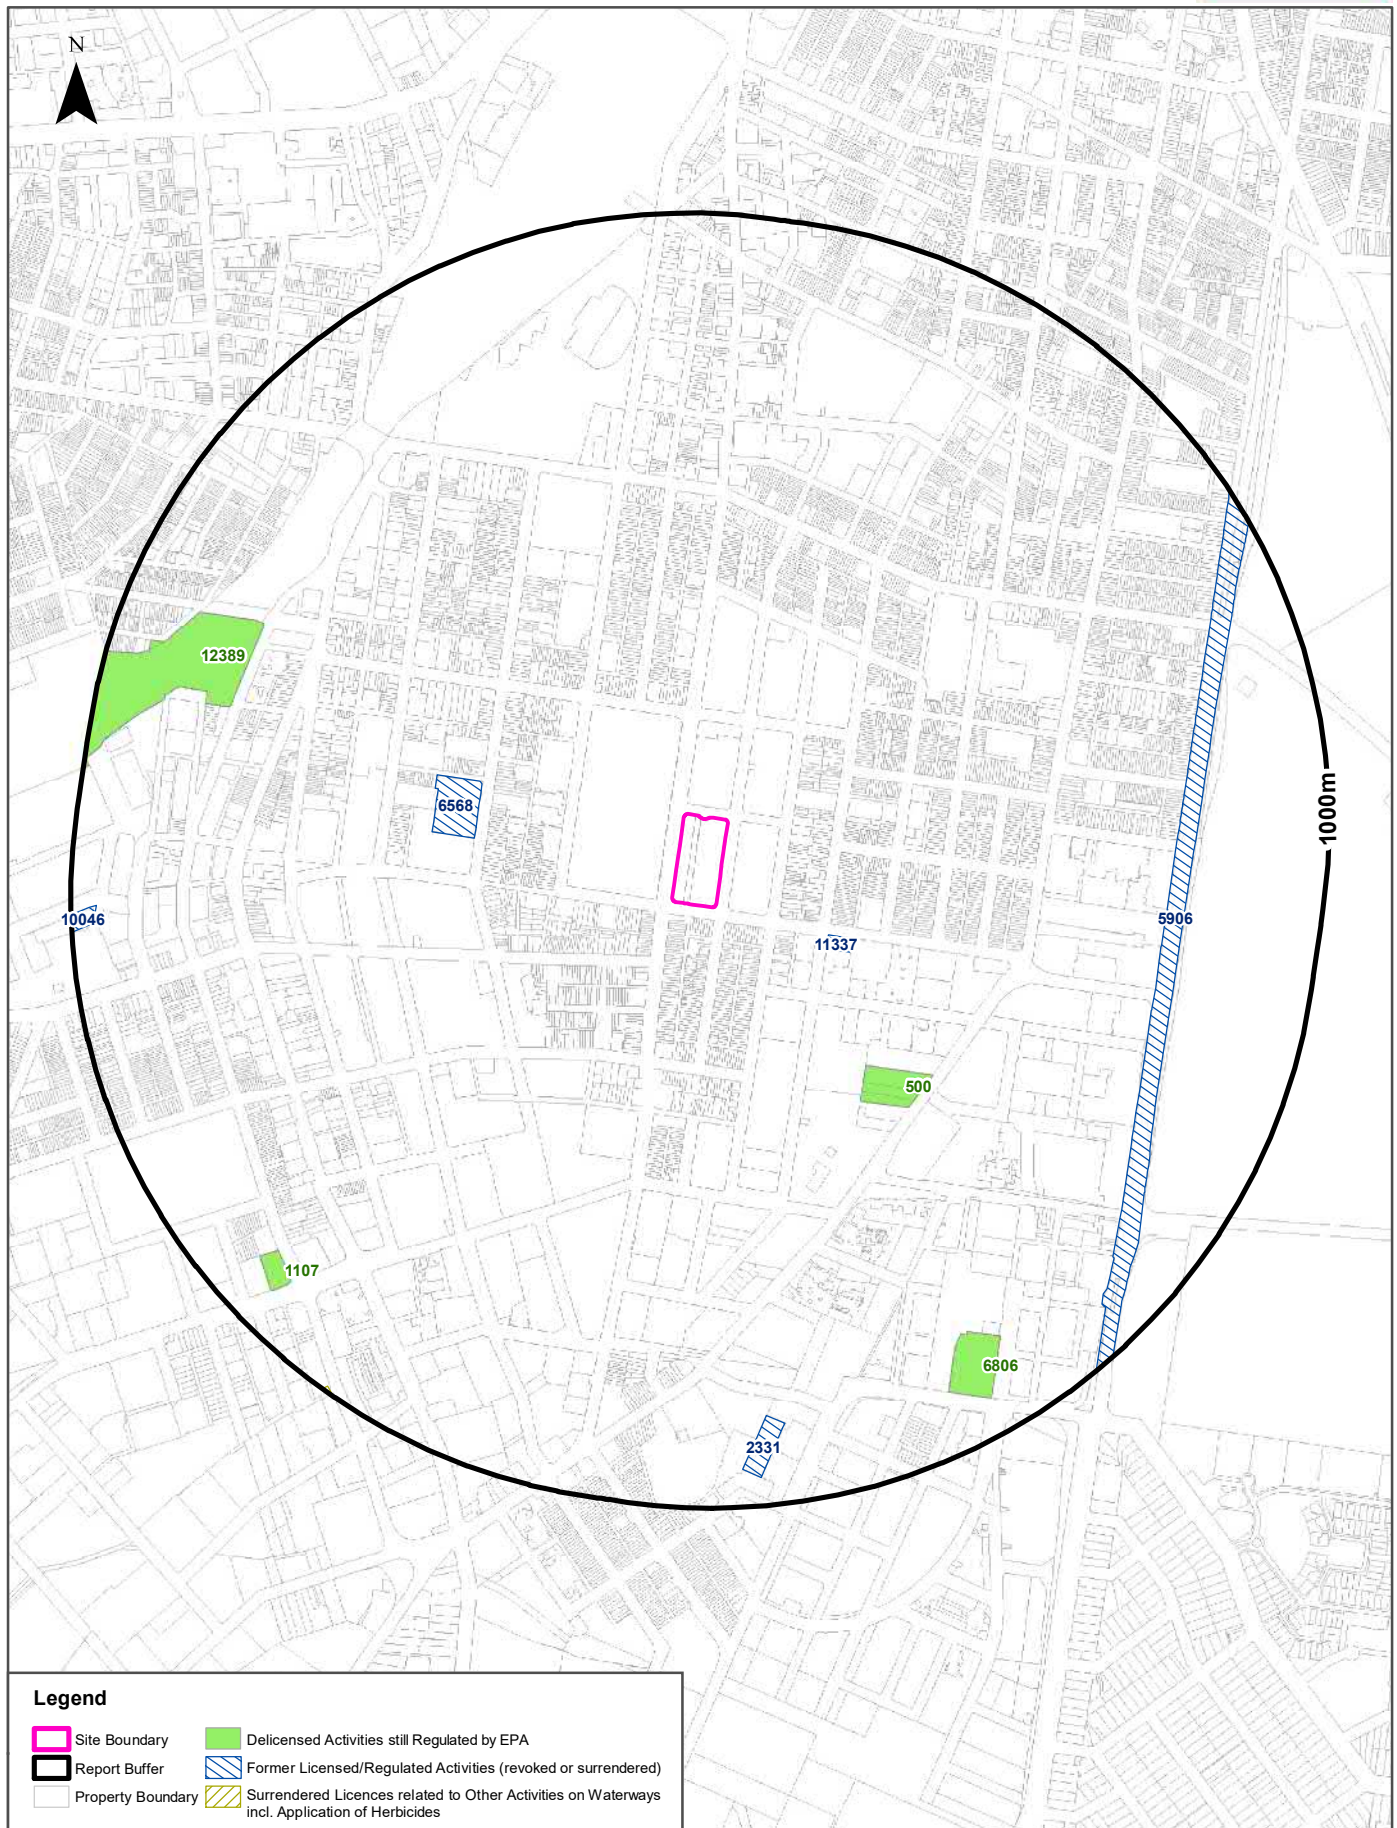 N
12389
6568
1000m
10046
5906
11337
500
1107
6806
2331
Legend
Site Boundary
Report Buffer
Property Boundary
Delicensed Activities still Regulated by EPA
Former Licensed/Regulated Activities (revoked or surrendered)
Surrendered Licences related to Other Activities on Waterways
incl. Application of Herbicides